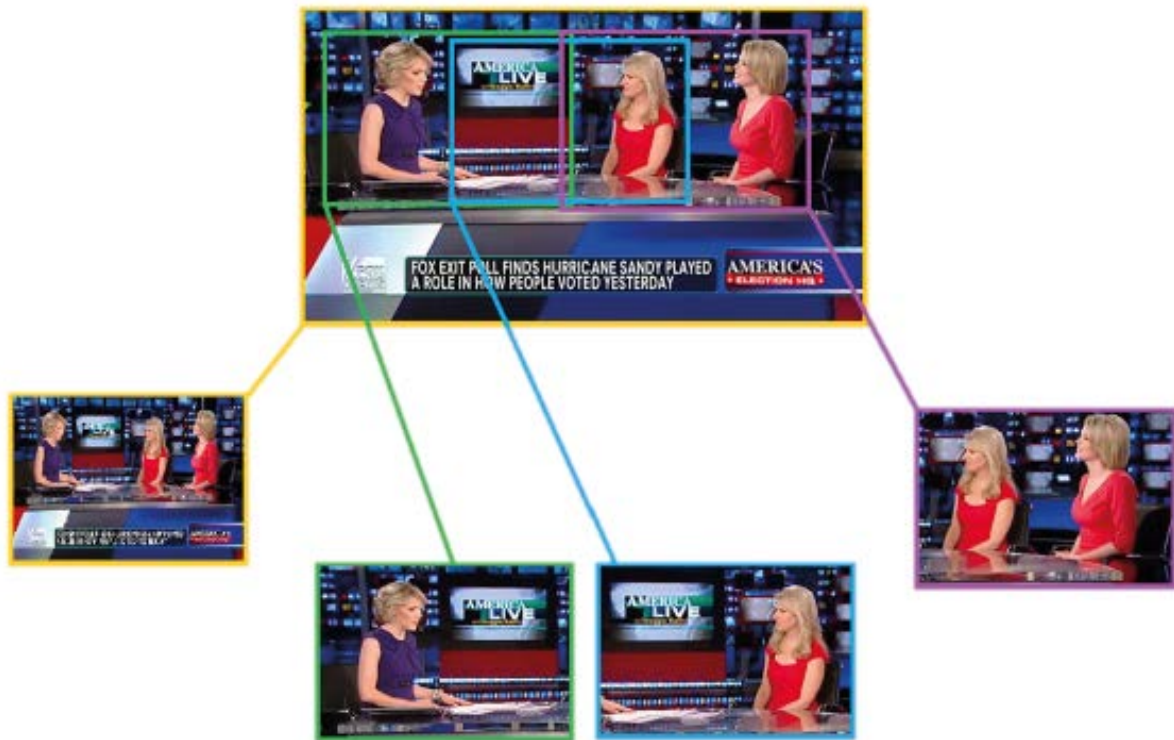 AMERICA
LIVE
FOX EXIT POLL FINDS HURRICANE SANDY PLAYED
A ROLE IN HOW PEOPLE VOTED YESTERDAY
AMERICA'S
ELECTION HQ
AMERICA
LIVE
AMERICA
LIVE